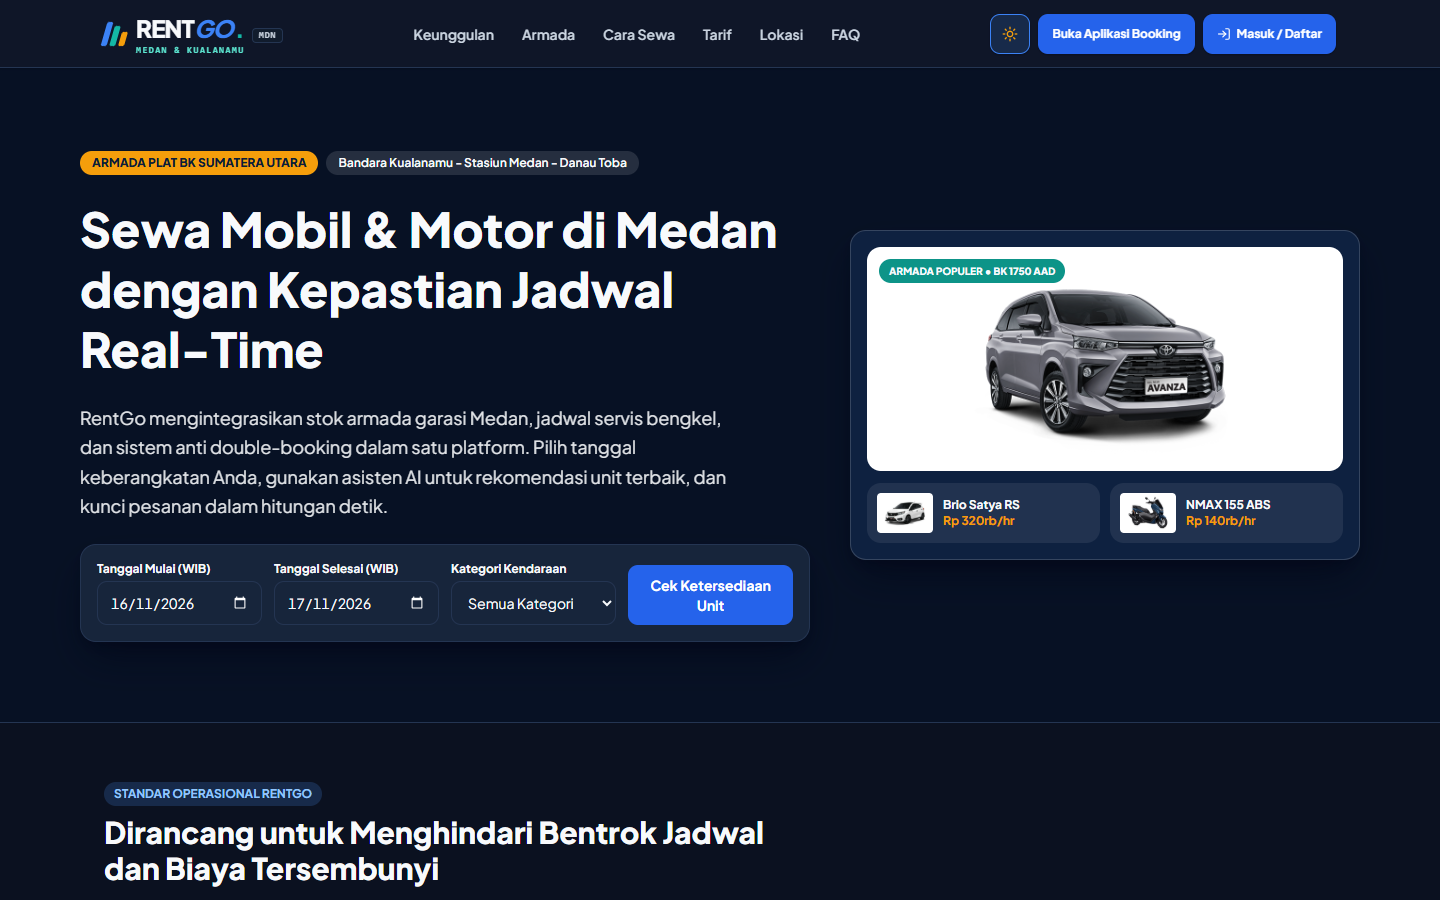 RENTGO.
MEDAN & KUALANAMU
MDN
Keunggulan
Armada
Cara Sewa
Tarif
Lokasi
FAQ
Buka Aplikasi Booking
Masuk / Daftar
ARMADA PLAT BK SUMATERA UTARA
Bandara Kualanamu – Stasiun Medan – Danau Toba
Sewa Mobil & Motor di Medan
dengan Kepastian Jadwal
Real-Time
RentGo mengintegrasikan stok armada garasi Medan, jadwal servis bengkel,
dan sistem anti double-booking dalam satu platform. Pilih tanggal
keberangkatan Anda, gunakan asisten AI untuk rekomendasi unit terbaik, dan
kunci pesanan dalam hitungan detik.
Tanggal Mulai (WIB)
16/11/2026
Tanggal Selesai (WIB)
17/11/2026
Kategori Kendaraan
Semua Kategori
Cek Ketersediaan
Unit
ARMADA POPULER ● BK 1750 AAD
AVANZA
Brio Satya RS
Rp 320rb/hr
NMAX 155 ABS
Rp 140rb/hr
STANDAR OPERASIONAL RENTGO
Dirancang untuk Menghindari Bentrok Jadwal
dan Biaya Tersembunyi